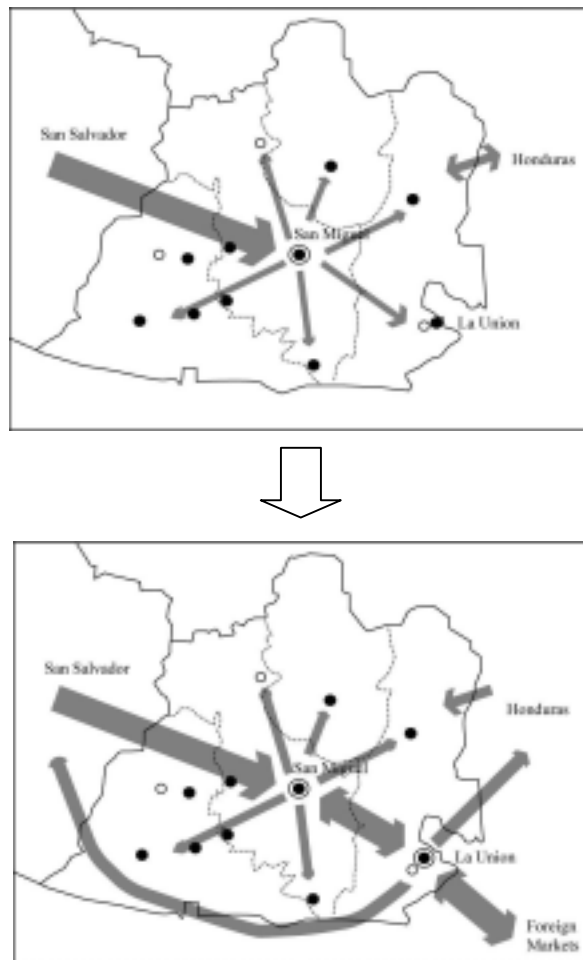 San Salvador
Honduras
San Miguel
La Union
San Salvador
Honduras
San Miguel
La Union
Foreign
Markets